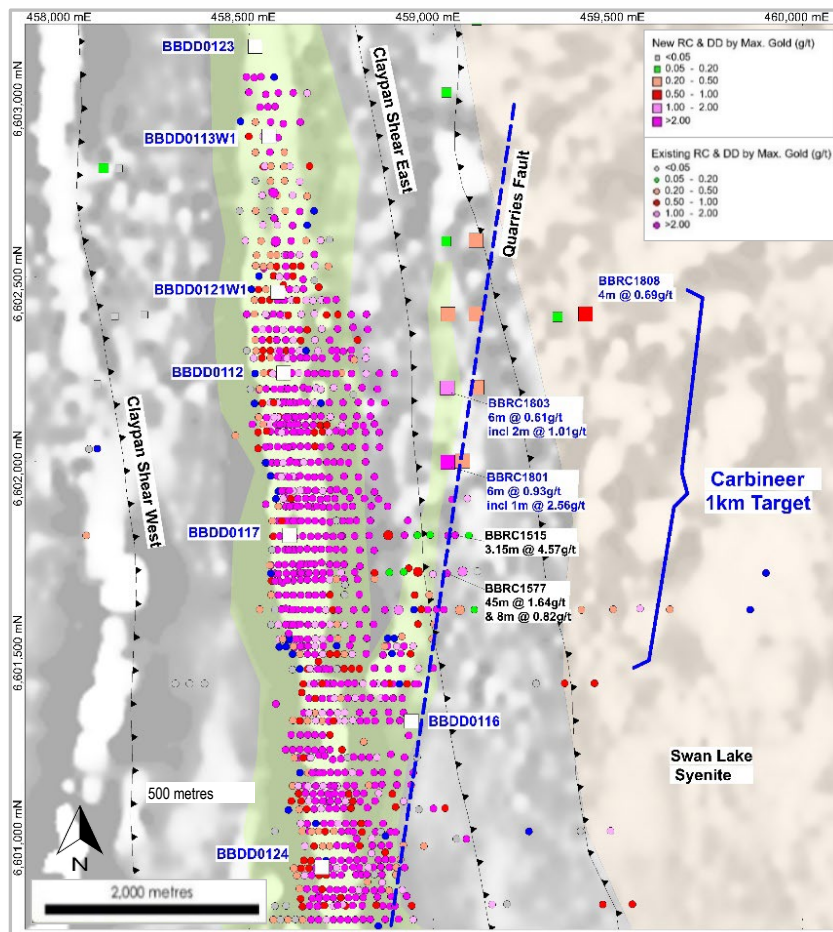 458,000 mE
458,500 mE
459,000 mE
459,500 mE
460,000 mE
6,603,000 mN
6,602,500 mN
6,602,000 mN
6,601,500 mN
6,601,000 mN
New RC & DD by Max. Gold (g/t)
<0.05
0.05 - 0.20
0.20 - 0.50
0.50 - 1.00
1.00 - 2.00
>2.00
Existing RC & DD by Max. Gold (g/t)
<0.05
0.05 - 0.20
0.20 - 0.50
0.50 - 1.00
1.00 - 2.00
>2.00
BBDD0123
BBDD0113W1
Claypan Shear East
Quarries Fault
BBDD0121W1
BBRC1808
4m @ 0.69g/t
BBDD0112
Claypan Shear West
BBRC1803
6m @ 0.61g/t
incl 2m @ 1.01g/t
BBRC1801
6m @ 0.93g/t
incl 1m @ 2.56g/t
Carbineer
1km Target
BBDD0117
BBRC1515
3.15m @ 4.57g/t
BBRC1577
45m @ 1.64g/t
& 8m @ 0.82g/t
BBDD0116
Swan Lake
Syenite
500 metres
BBDD0124
N
2,000 metres